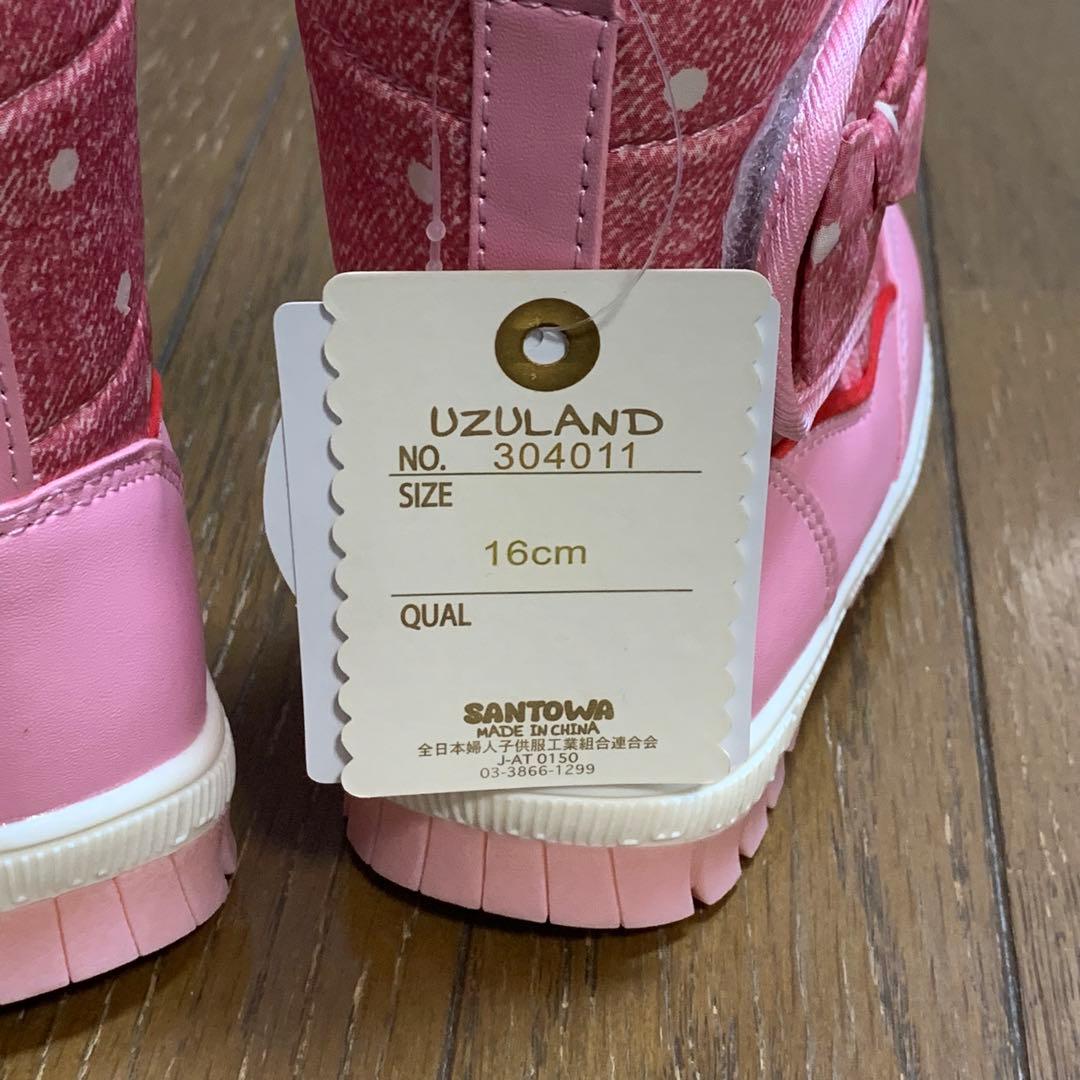 UZULAND
NO. 304011
SIZE
16cm
QUAL
SANTOWA
MADE IN CHINA
全日本婦人子供服工業組合連合会
J-AT 0150
03-3866-1299